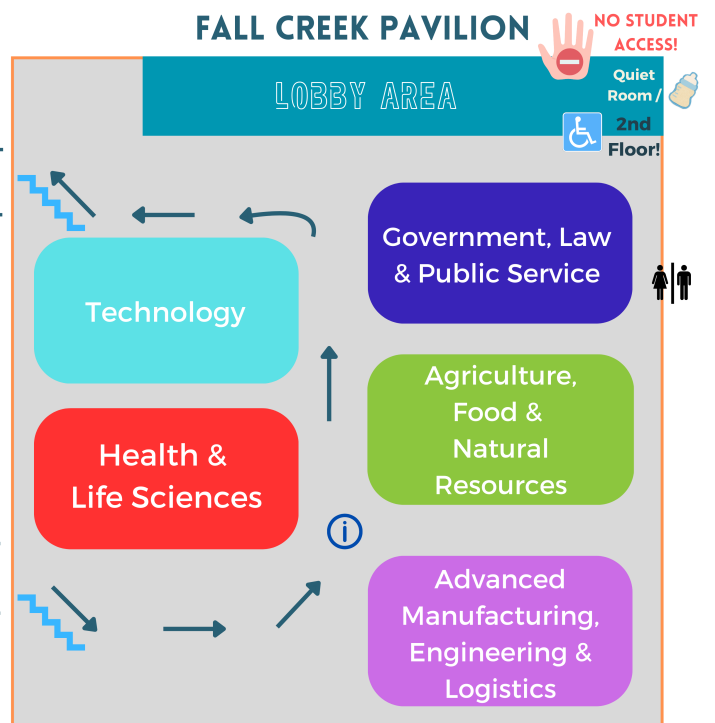 FALL CREEK PAVILION
NO STUDENT
ACCESS!
LOBBY AREA
Quiet
Room /
2nd
Floor!
Government, Law
& Public Service
Technology
Agriculture,
Food &
Natural
Resources
Health &
Life Sciences
i
Advanced
Manufacturing,
Engineering &
Logistics